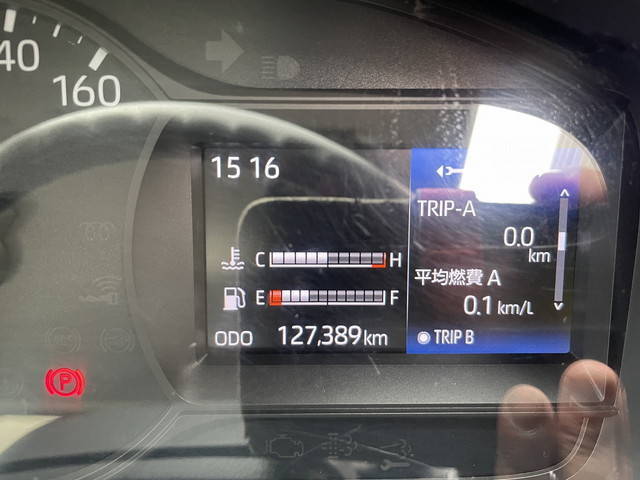 40
160
15 16
TRIP-A
0.0
km
平均燃費 A
0.1 km/L
TRIP B
C H
E F
ODO 127,389 km
P